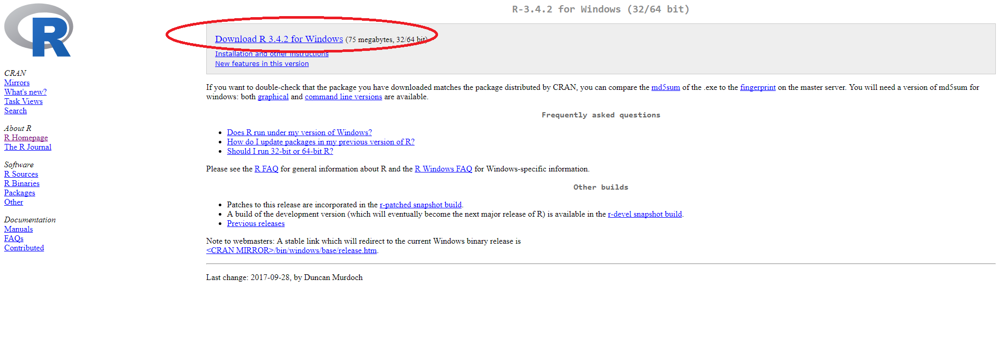 R
CRAN
Mirrors
What's new?
Task Views
Search
About R
R Homepage
The R Journal
Software
R Sources
R Binaries
Packages
Other
Documentation
Manuals
FAQs
Contributed
R-3.4.2 for Windows (32/64 bit)
Download R 3.4.2 for Windows (75 megabytes, 32/64 bit)
Installation and other instructions
New features in this version
If you want to double-check that the package you have downloaded matches the package distributed by CRAN, you can compare the md5sum of the .exe to the fingerprint on the master server. You will need a version of md5sum for
windows: both graphical and command line versions are available.
Frequently asked questions
• Does R run under my version of Windows?
• How do I update packages in my previous version of R?
• Should I run 32-bit or 64-bit R?
Please see the R FAQ for general information about R and the R Windows FAQ for Windows-specific information.
Other builds
• Patches to this release are incorporated in the r-patched snapshot build.
• A build of the development version (which will eventually become the next major release of R) is available in the r-devel snapshot build.
• Previous releases
Note to webmasters: A stable link which will redirect to the current Windows binary release is
<CRAN MIRROR>/bin/windows/base/release.htm.
Last change: 2017-09-28, by Duncan Murdoch